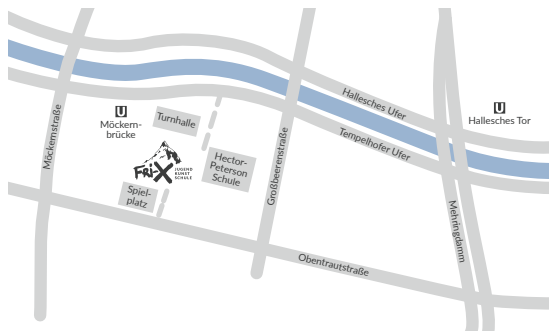 Möckernstraße
U
Möckern-
brücke
Turnhalle
FRi-X
JUGEND
KUNST
SCHULE
Spiel-
platz
Hector-
Peterson
Schule
Großbeerenstraße
Hallesches Ufer
Tempelhofer Ufer
U
Hallesches Tor
Mehringdamm
Obentrautstraße